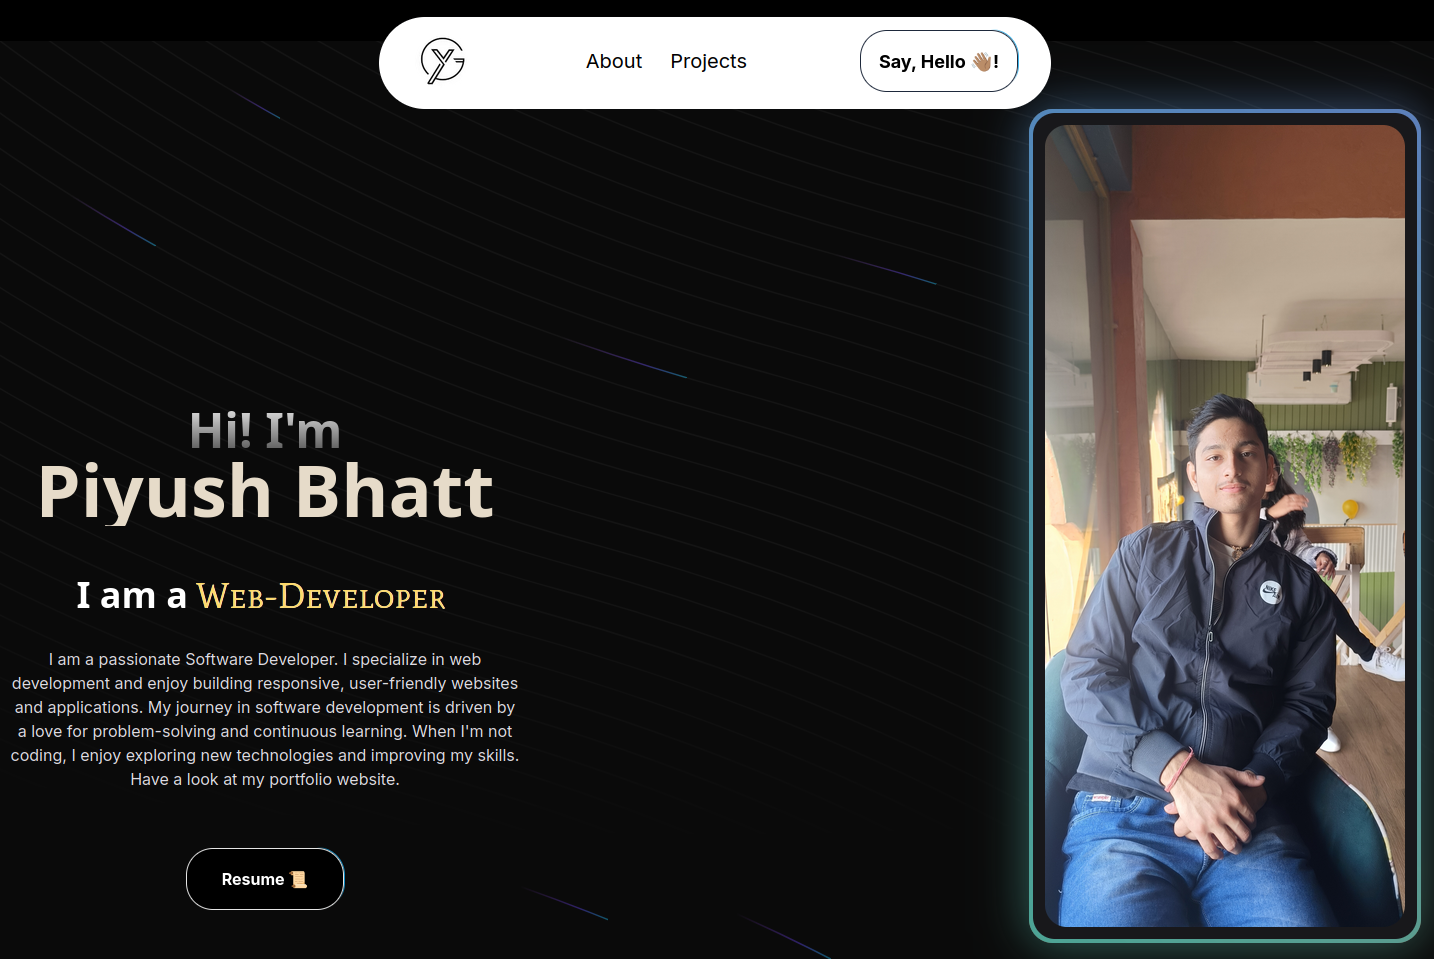 About Projects Say, Hello 👋🏽!
Hi! I'm
Piyush Bhatt
I am a Web-Developer
I am a passionate Software Developer. I specialize in web
development and enjoy building responsive, user-friendly websites
and applications. My journey in software development is driven by
a love for problem-solving and continuous learning. When I'm not
coding, I enjoy exploring new technologies and improving my skills.
Have a look at my portfolio website.
Resume 📜